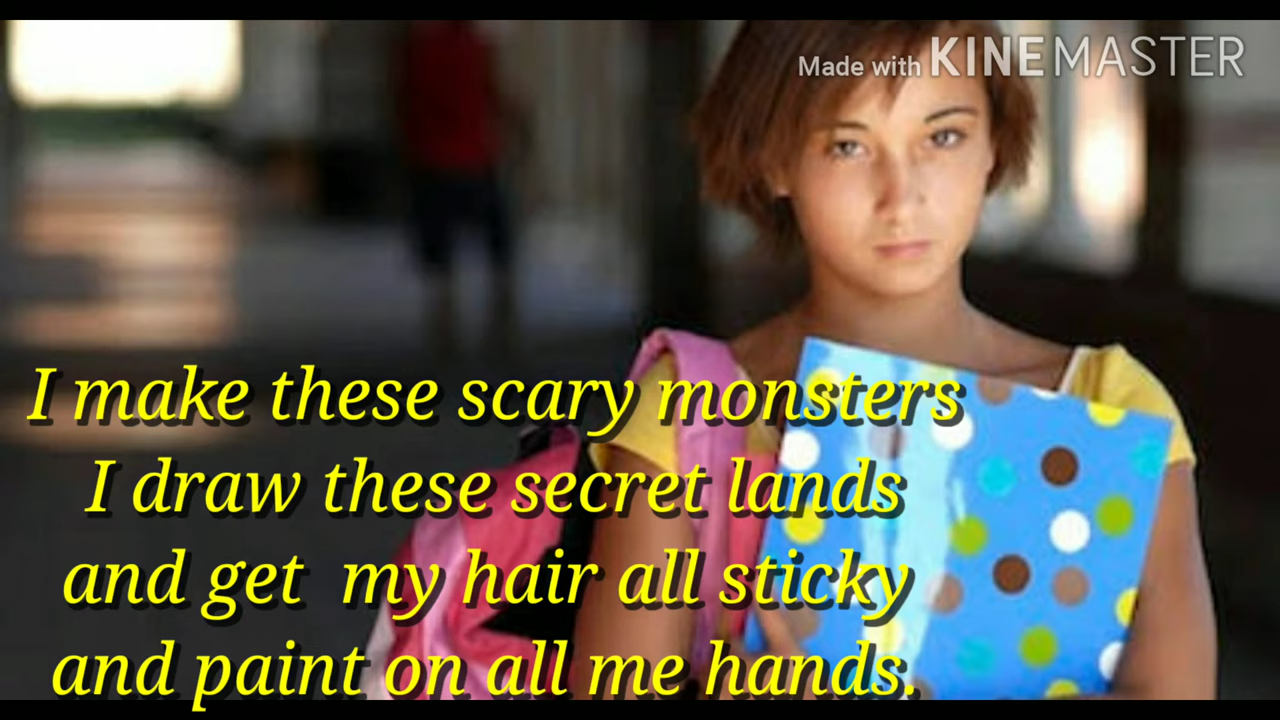 Made with KINEMASTER
I make these scary monsters
I draw these secret lands
and get my hair all sticky
and paint on all me hands.